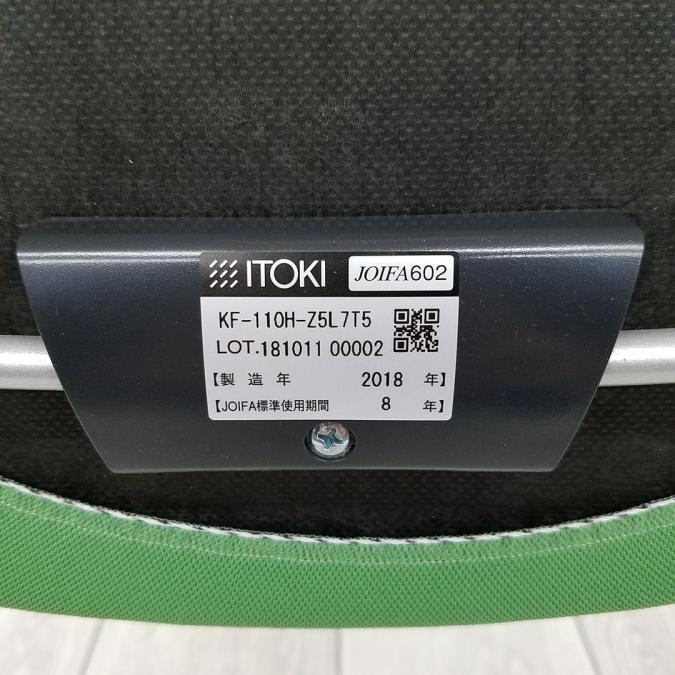 ITOKI JOIFA602
KF-110H-Z5L7T5
LOT.181011 00002
【製 造 年 2018 年】
【JOIFA標準使用期間 8 年】